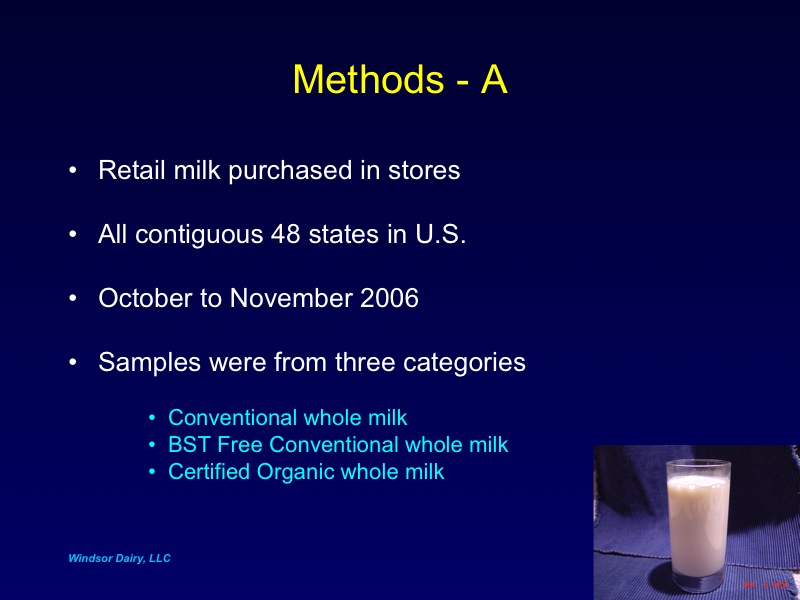 Methods - A
• Retail milk purchased in stores
• All contiguous 48 states in U.S.
• October to November 2006
• Samples were from three categories
• Conventional whole milk
• BST Free Conventional whole milk
• Certified Organic whole milk
Windsor Dairy, LLC